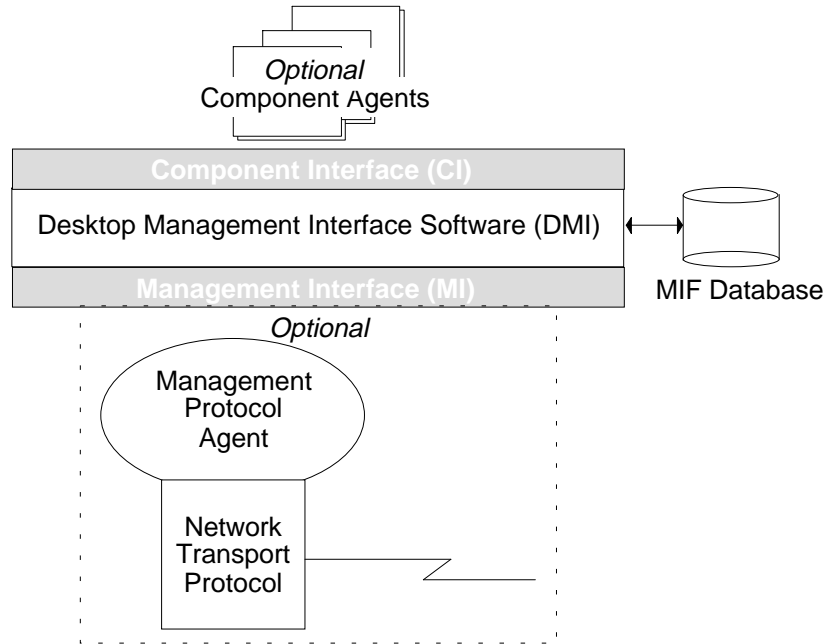 Optional
Component Agents
Component Interface (CI)
Desktop Management Interface Software (DMI)
Management Interface (MI)
MIF Database
Optional
Management
Protocol
Agent
Network
Transport
Protocol